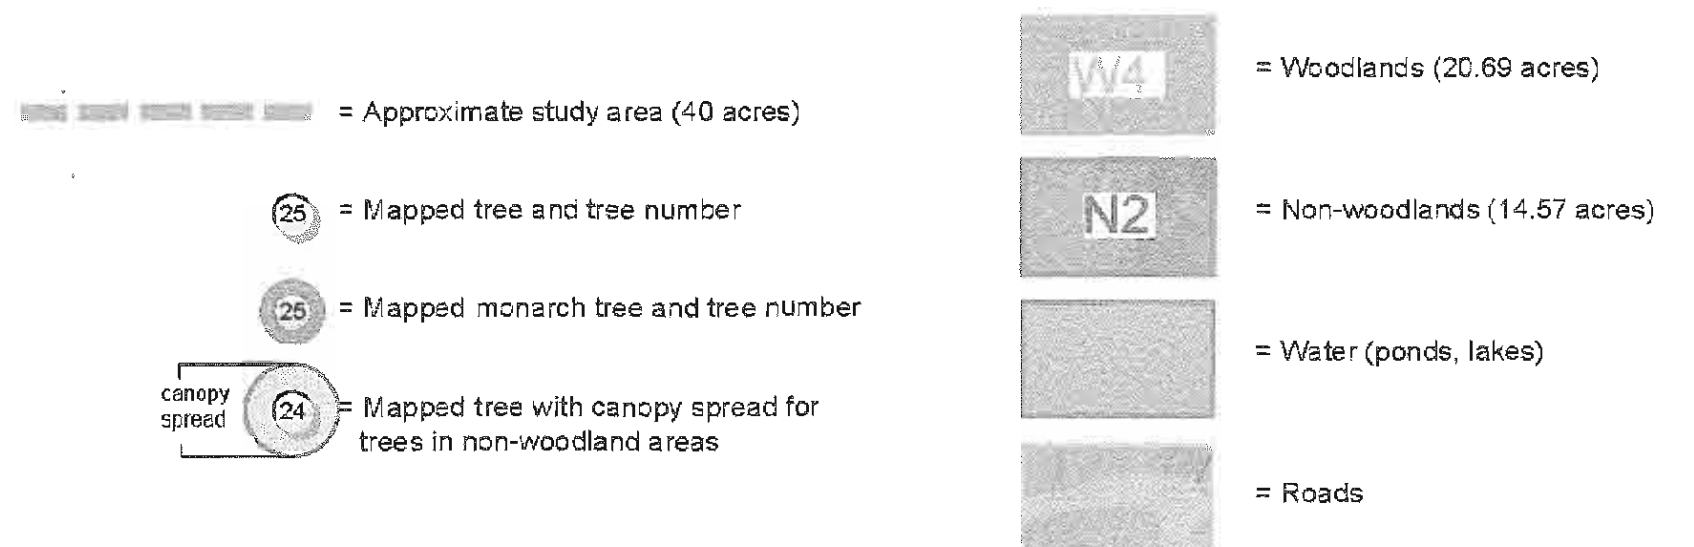 = Approximate study area (40 acres)
25 = Mapped tree and tree number
25 = Mapped monarch tree and tree number
canopy
spread
24 = Mapped tree with canopy spread for
trees in non-woodland areas
W4 = Woodlands (20.69 acres)
N2 = Non-woodlands (14.57 acres)
= Water (ponds, lakes)
= Roads